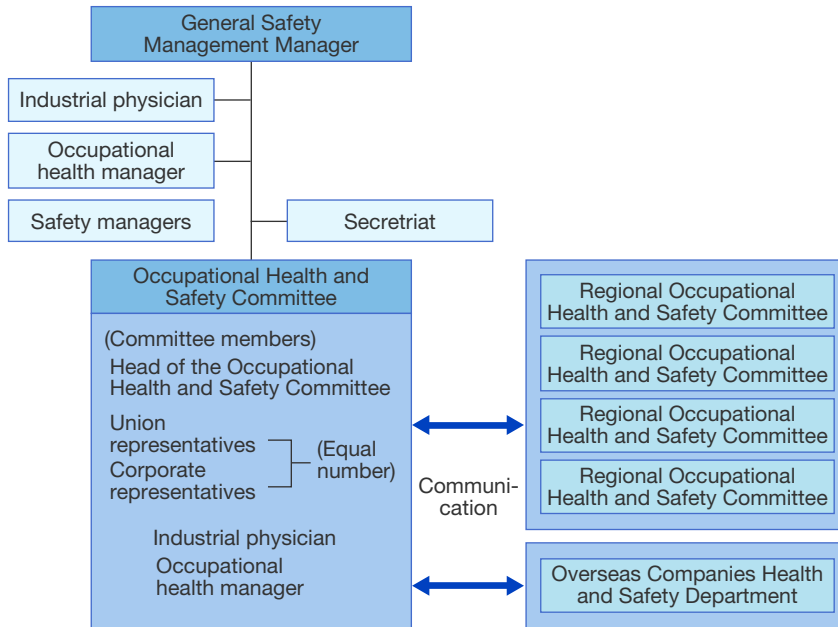 General Safety
Management Manager
Industrial physician
Occupational
health manager
Safety managers
Secretriat
Occupational Health and
Safety Committee
(Committee members)
Head of the Occupational
Health and Safety Committee
Union
representatives
Corporate
representatives
(Equal
number)
Industrial physician
Occupational
health manager
Communi-
cation
Regional Occupational
Health and Safety Committee
Regional Occupational
Health and Safety Committee
Regional Occupational
Health and Safety Committee
Regional Occupational
Health and Safety Committee
Overseas Companies Health
and Safety Department